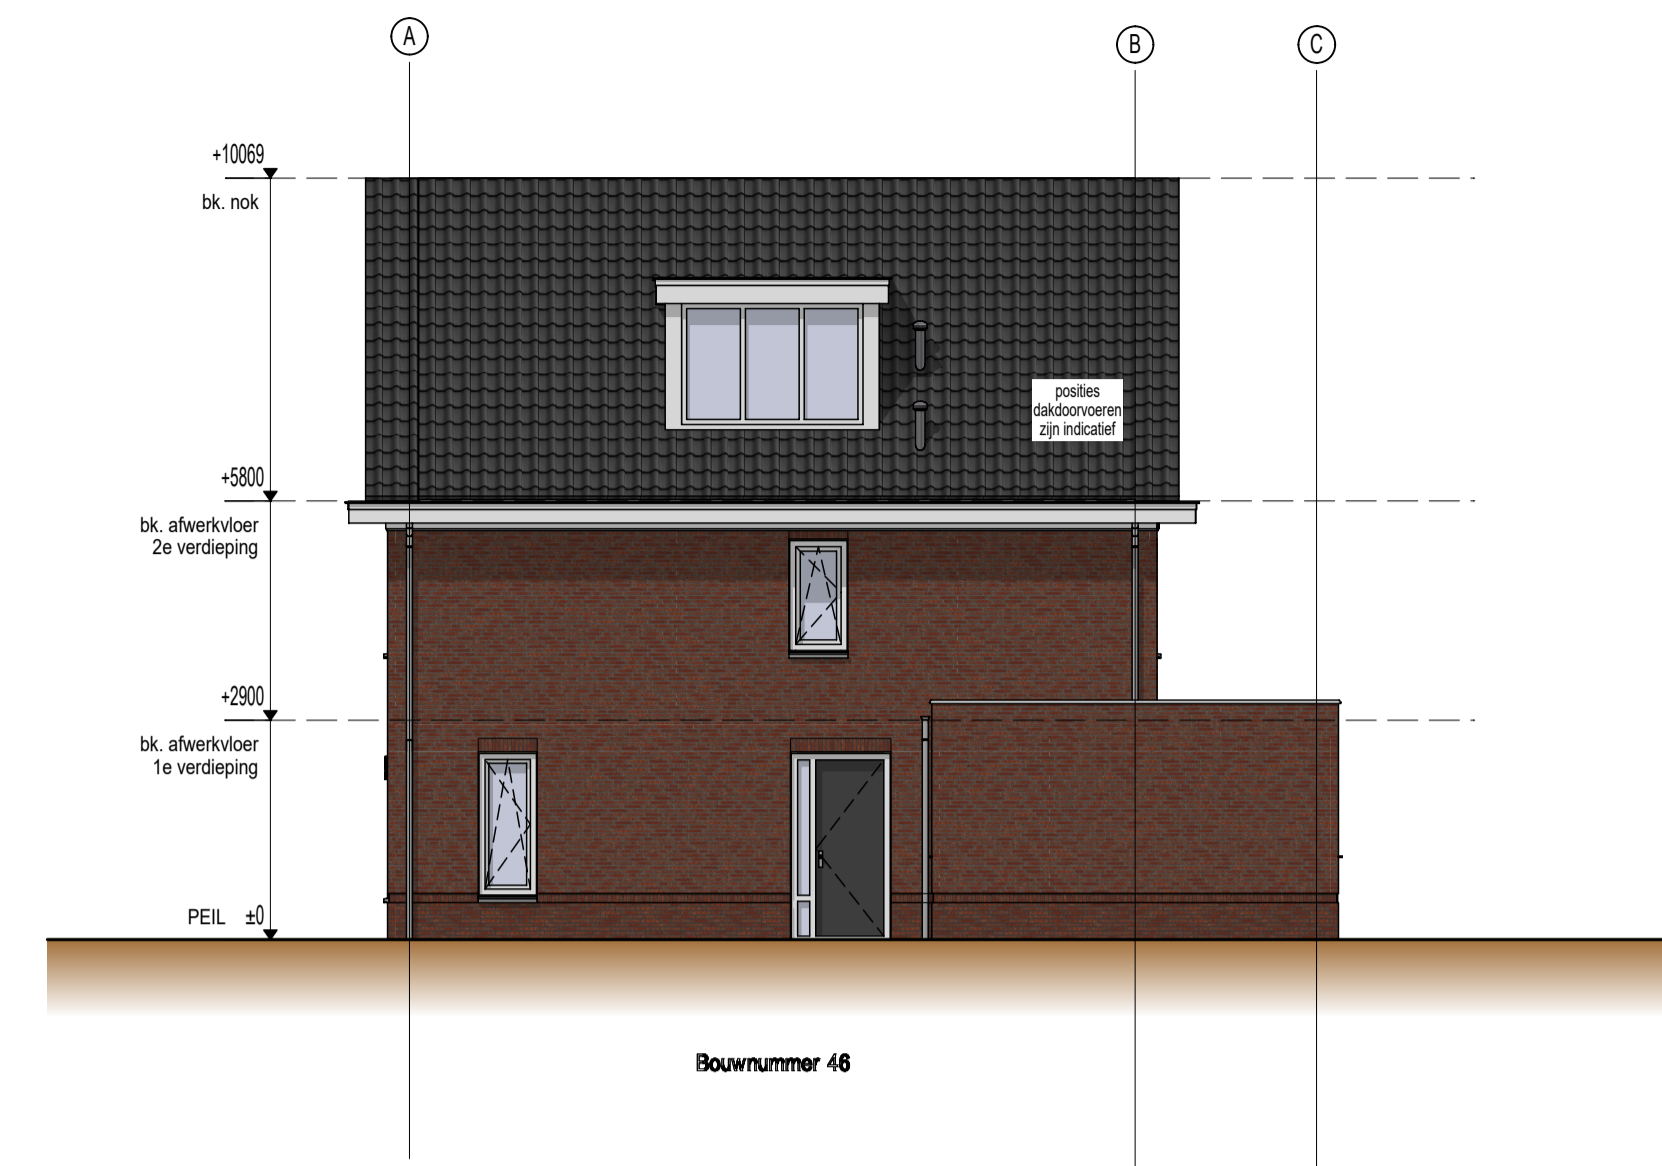 A
B
C
+10069
bk. nok
posities
dakdoorvoeren
zijn indicatief
+5800
bk. afwerkvloer
2e verdieping
+2900
bk. afwerkvloer
1e verdieping
PEIL ±0
Bouwnummer 46